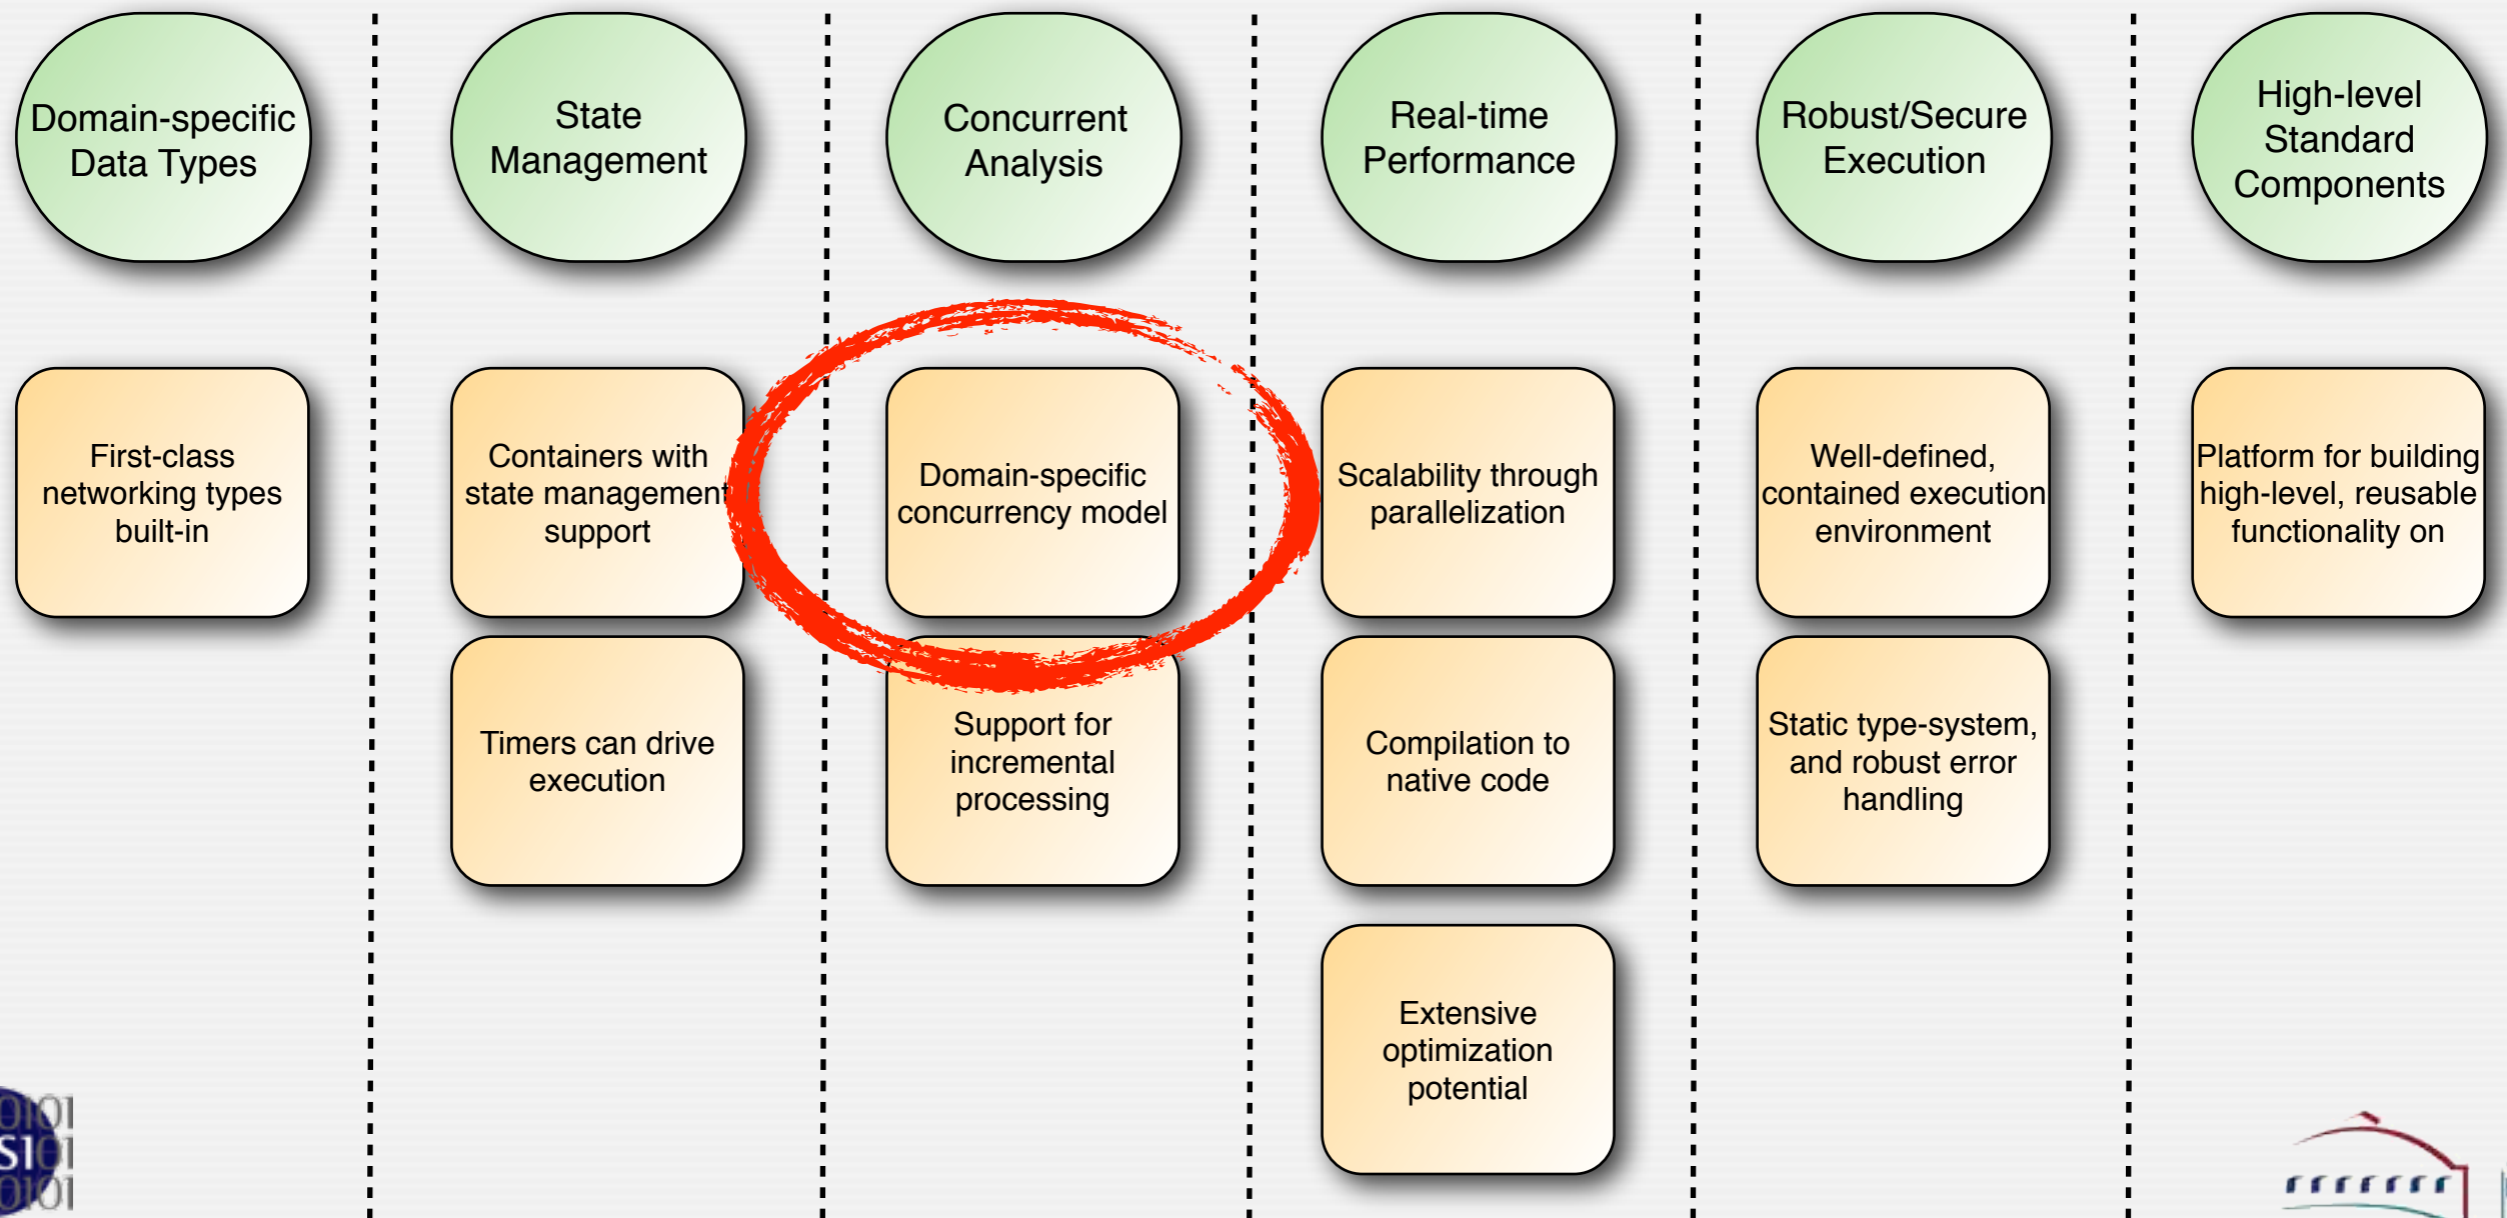 Domain-specific
Data Types
State
Management
Concurrent
Analysis
Real-time
Performance
Robust/Secure
Execution
High-level
Standard
Components
First-class
networking types
built-in
Containers with
state management
support
Domain-specific
concurrency model
Scalability through
parallelization
Well-defined,
contained execution
environment
Platform for building
high-level, reusable
functionality on
Timers can drive
execution
Support for
incremental
processing
Compilation to
native code
Static type-system,
and robust error
handling
Extensive
optimization
potential